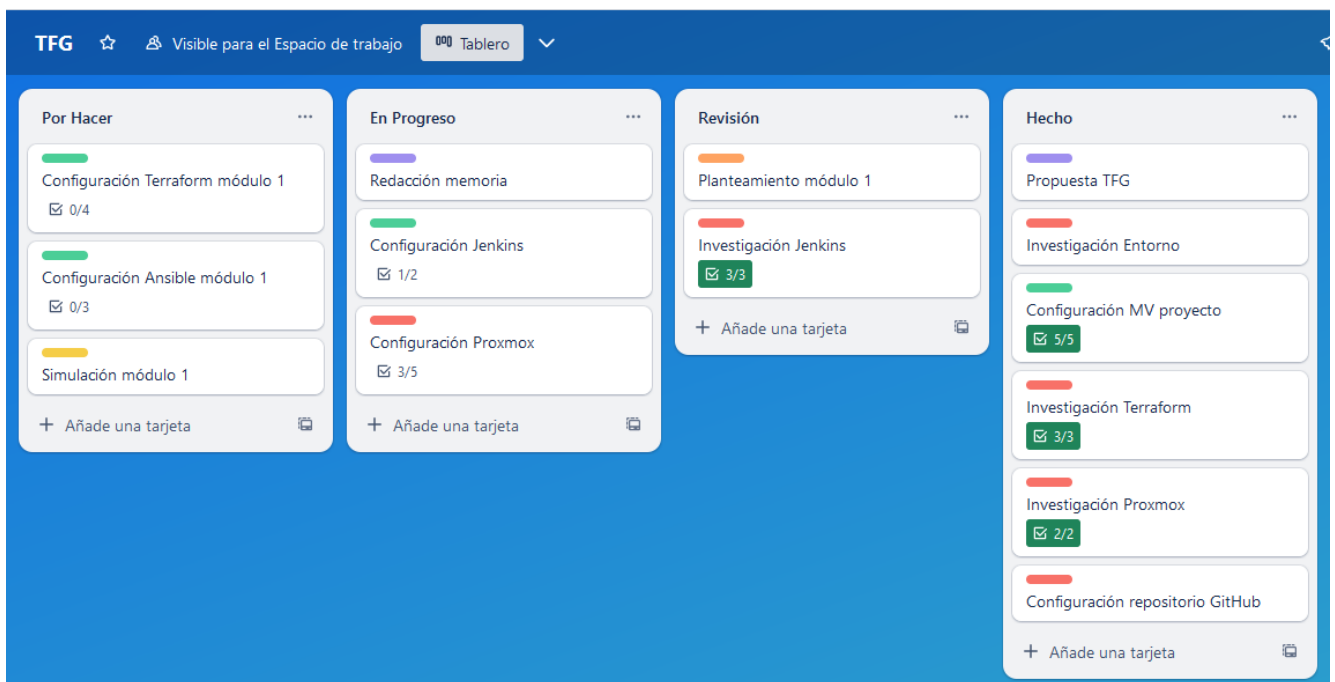 TFG
Visible para el Espacio de trabajo
Tablero
Por Hacer
Configuración Terraform módulo 1
0/4
Configuración Ansible módulo 1
0/3
Simulación módulo 1
+ Añade una tarjeta
En Progreso
Redacción memoria
Configuración Jenkins
1/2
Configuración Proxmox
3/5
+ Añade una tarjeta
Revisión
Planteamiento módulo 1
Investigación Jenkins
3/3
+ Añade una tarjeta
Hecho
Propuesta TFG
Investigación Entorno
Configuración MV proyecto
5/5
Investigación Terraform
3/3
Investigación Proxmox
2/2
Configuración repositorio GitHub
+ Añade una tarjeta